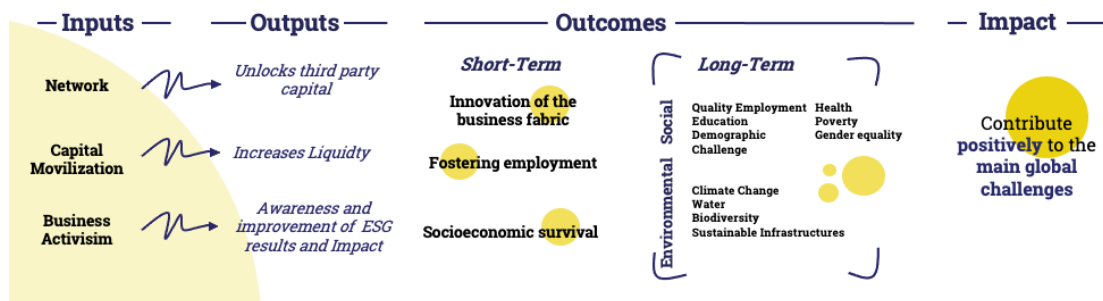 Inputs
Outputs
Outcomes
Impact
Network
Unlocks third party
capital
Capital
Movilization
Increases Liquidty
Business
Activisim
Awareness and
improvement of ESG
results and Impact
Short-Term
Innovation of the
business fabric
Fostering employment
Socioeconomic survival
Long-Term
Social
Quality Employment
Education
Demographic
Challenge
Health
Poverty
Gender equality
Environmental
Climate Change
Water
Biodiversity
Sustainable Infrastructures
Contribute
positively to the
main global
challenges